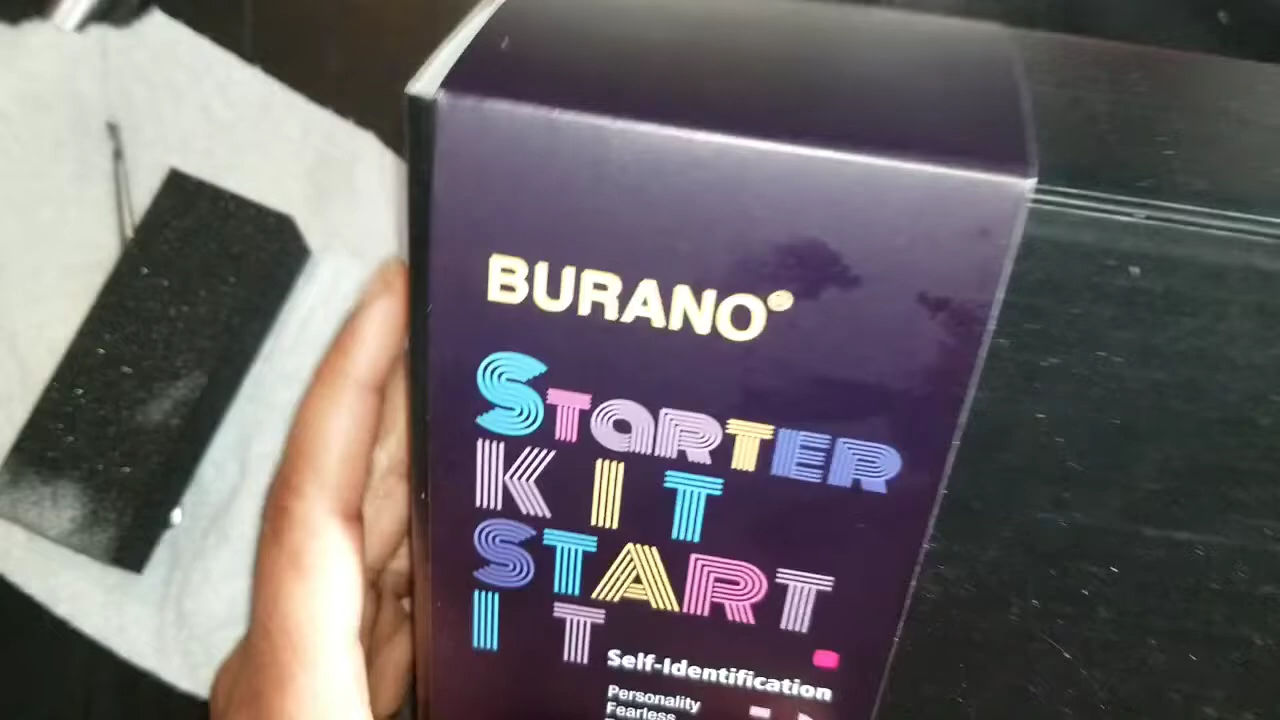 BURANO®
STARTER
KIT
START
IT
Self-Identification
Personality
Fearless